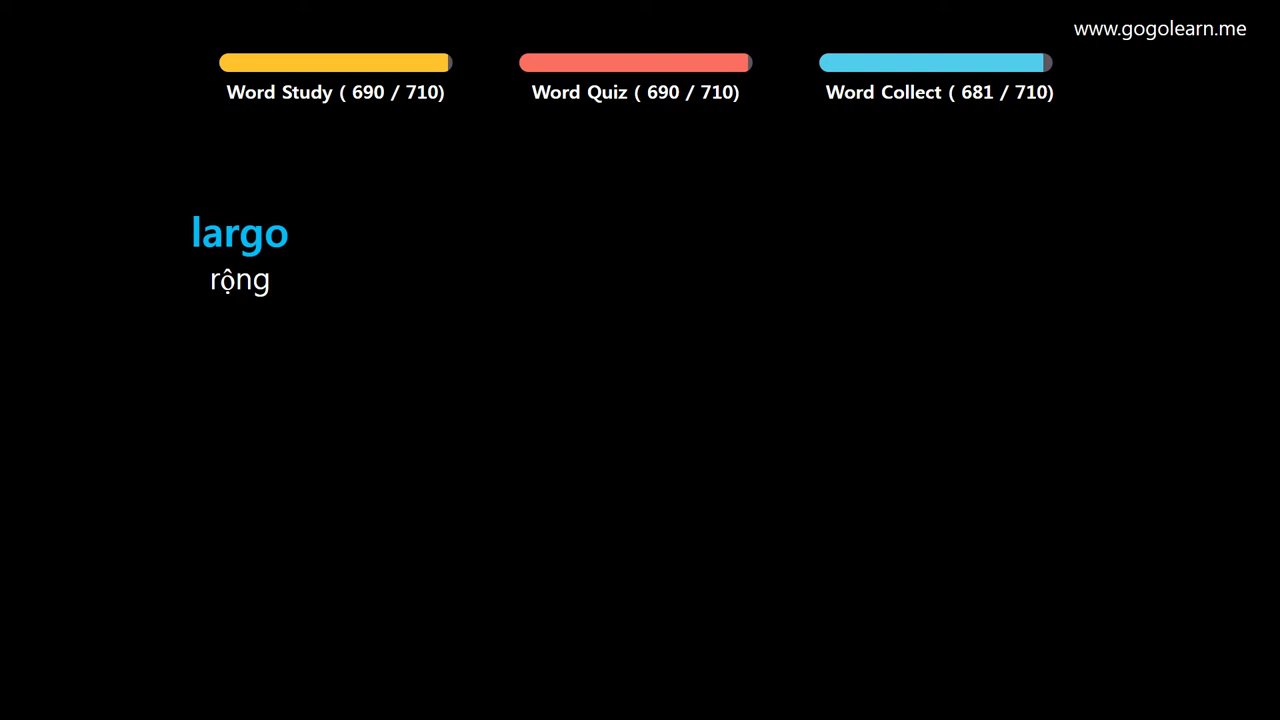 www.gogolearn.me
Word Study ( 690 / 710)
Word Quiz ( 690 / 710)
Word Collect ( 681 / 710)
largo
rộng